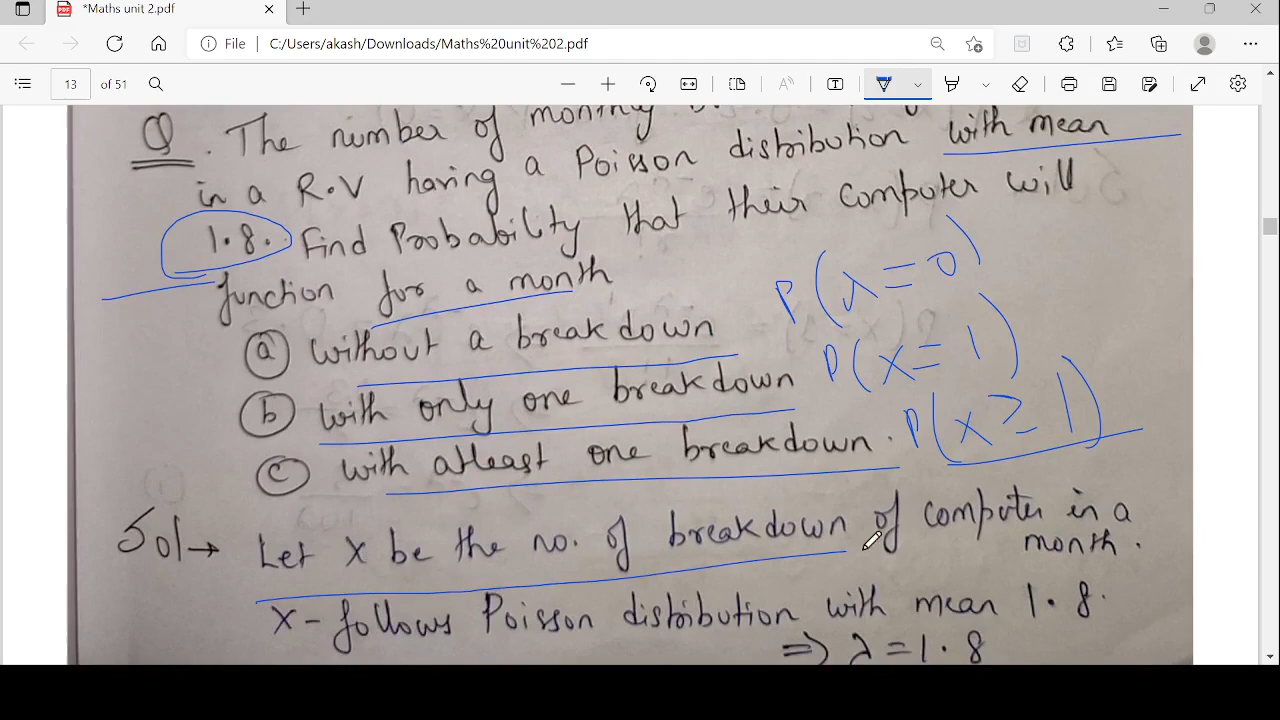 *Maths unit 2.pdf
File C:/Users/akash/Downloads/Maths%20unit%202.pdf
13 of 51
Q. The number of monthly
in a R.V having a Poisson distribution with mean
1.8. Find Probability that their computer will
function for a month
P(λ=0)
a without a breakdown
P(x=1)
b with only one breakdown
P(x≥1)
c with atleast one breakdown.
Sol→ Let X be the no. of breakdown of computer in a
month.
X-follows Poisson distribution with mean 1.8.
⇒ λ=1.8